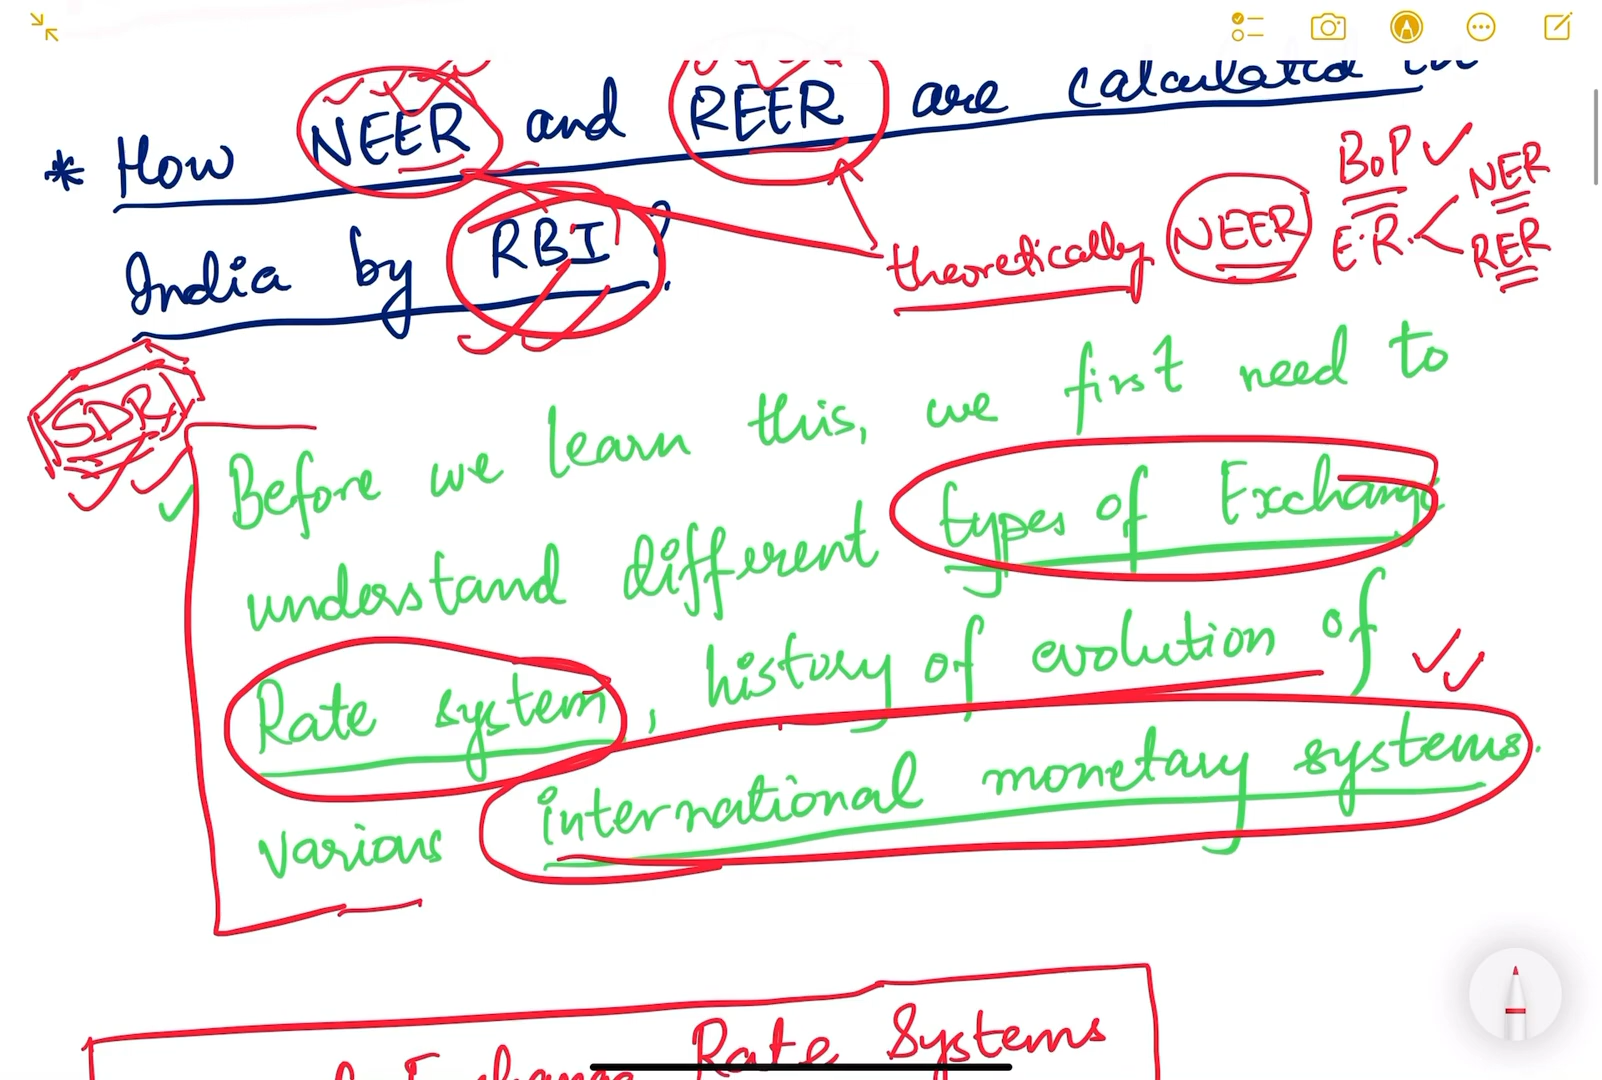 * How NEER and REER are calculated in
India by RBI ?
BoP
E.R. < NER
RER
theoretically NEER
SDR
Before we learn this, we first need to
understand different types of Exchange
Rate system, history of evolution of
various international monetary systems.
Exchange Rate Systems